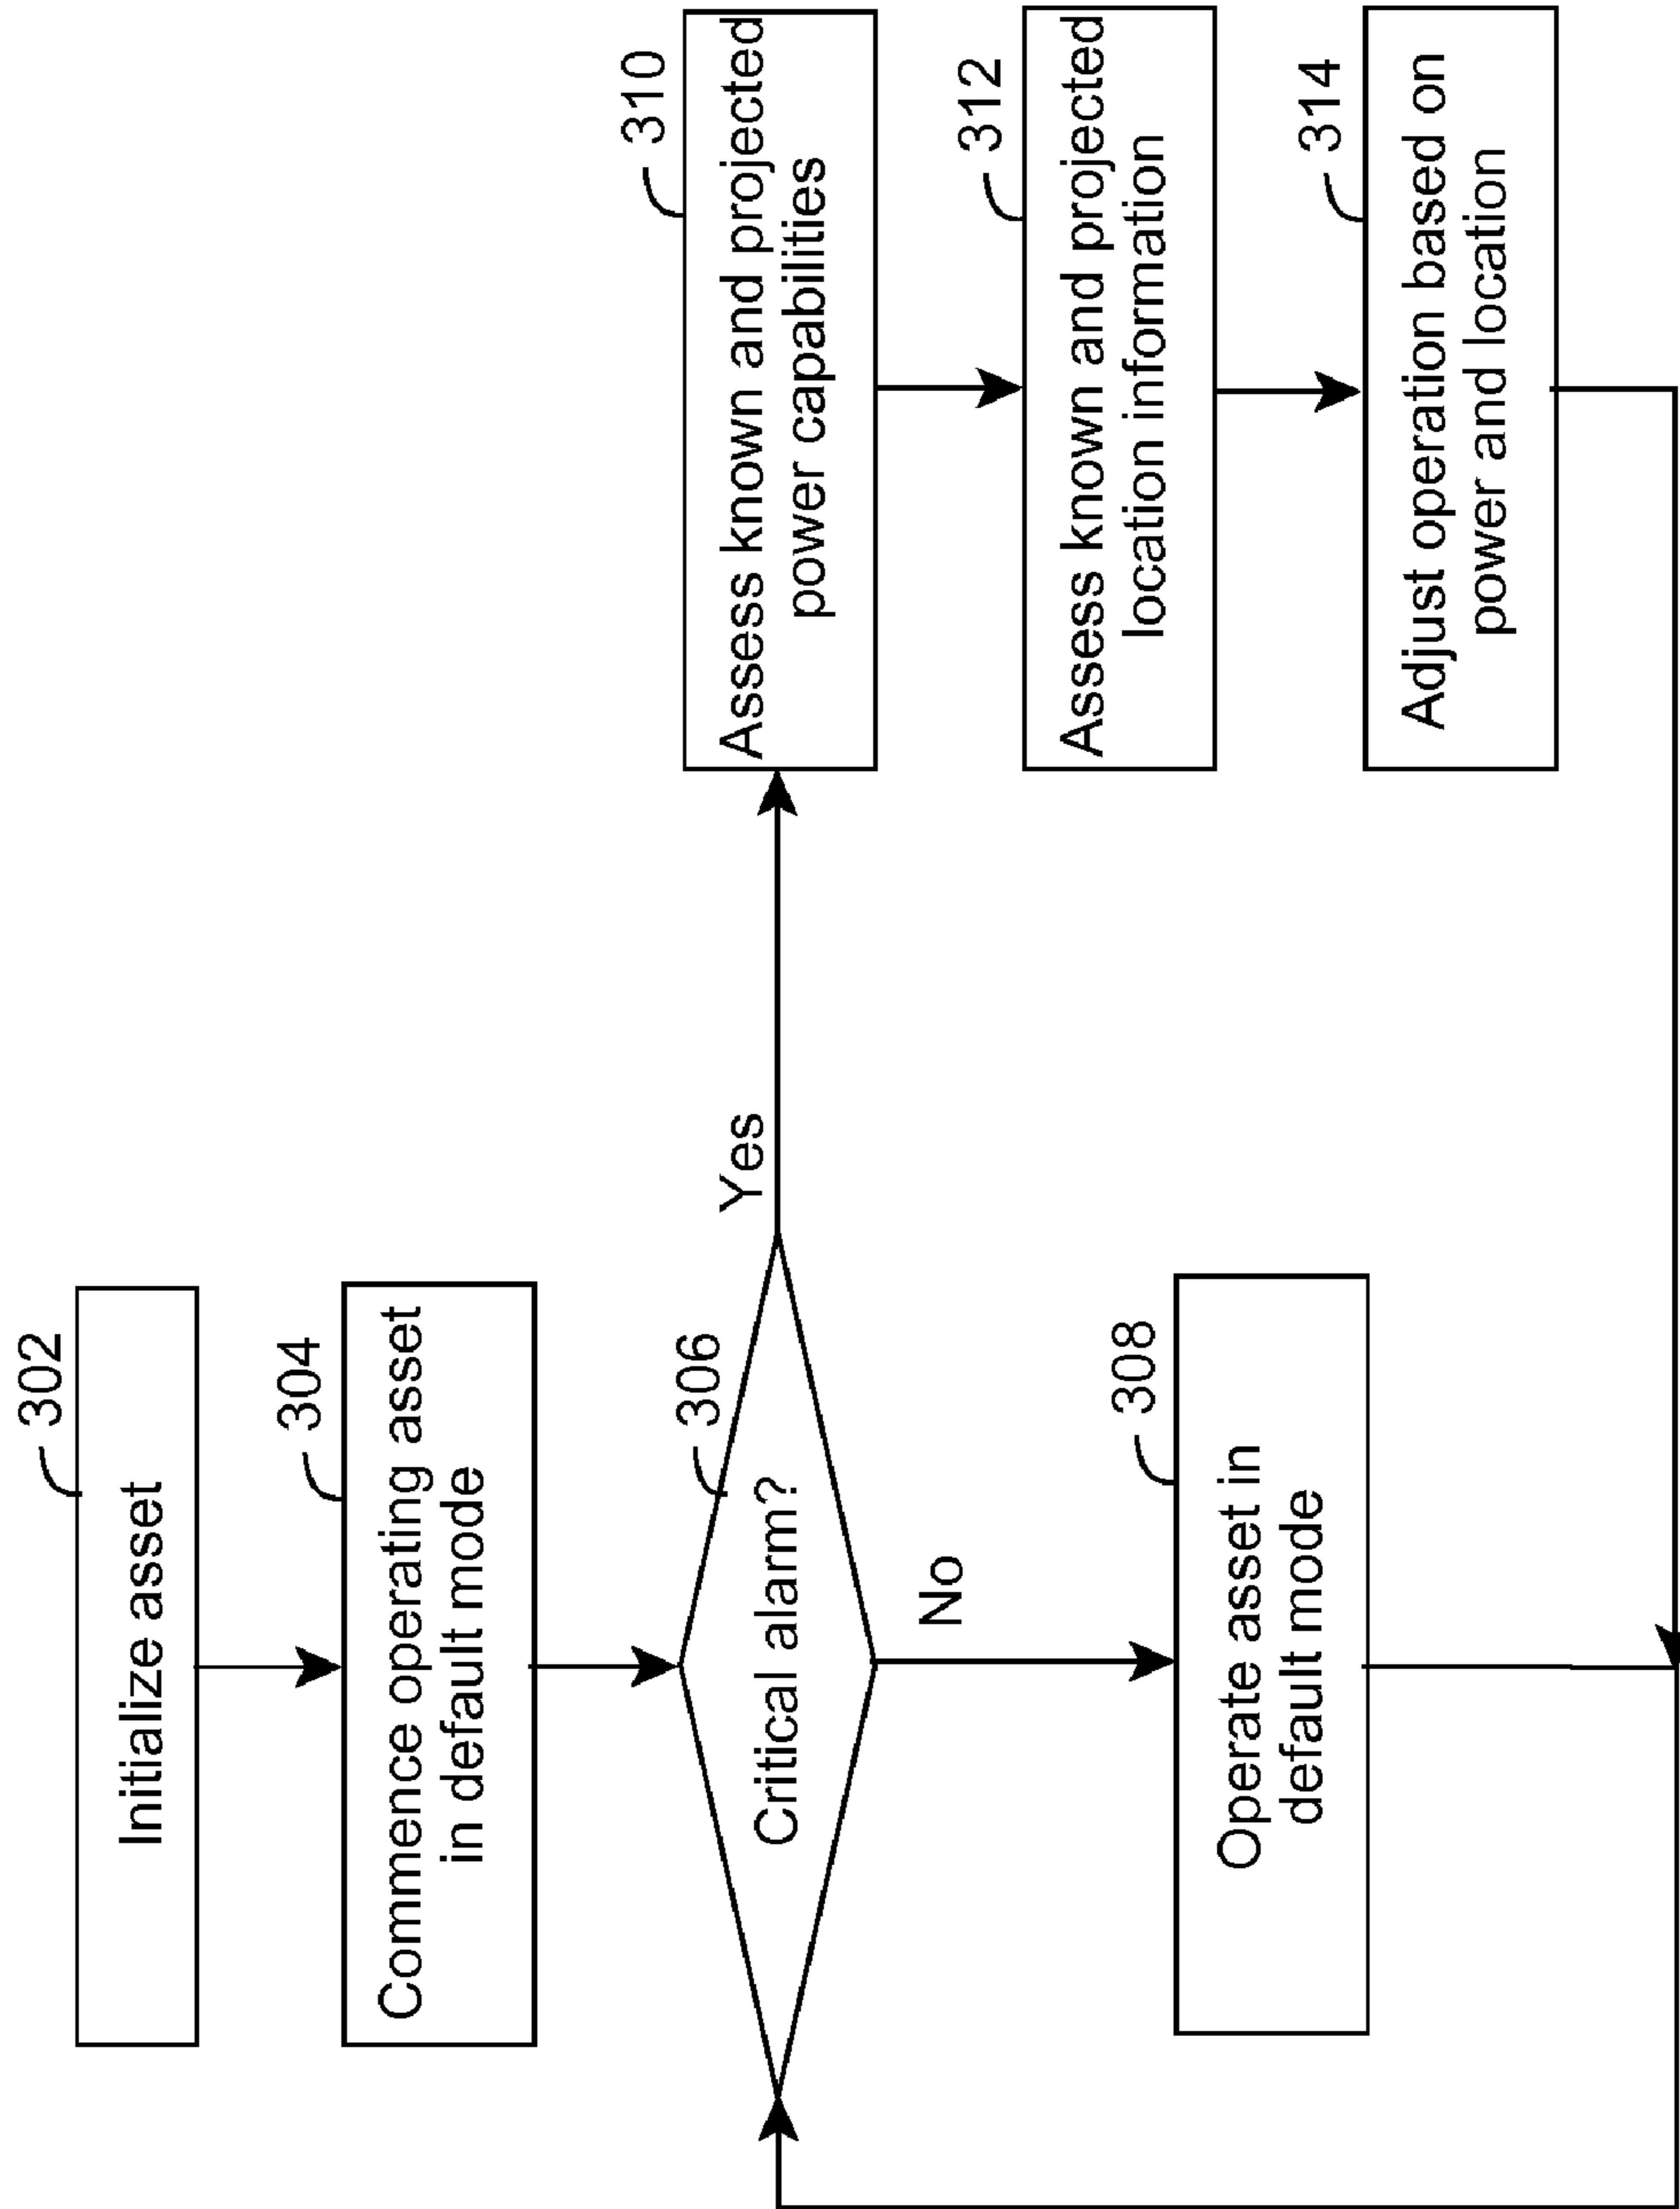 302
Initialize asset
304
Commence operating asset
in default mode
306
Critical alarm?
Yes
No
308
Operate asset in
default mode
310
Assess known and projected
power capabilities
312
Assess known and projected
location information
314
Adjust operation based on
power and location